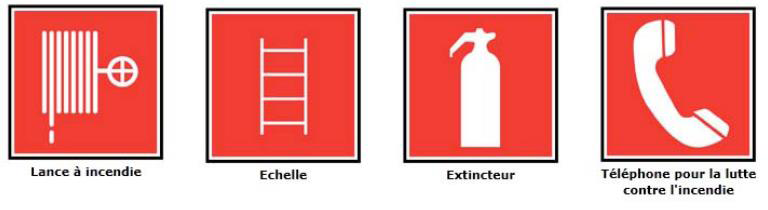 Lance à incendie
Echelle
Extincteur
Téléphone pour la lutte
contre l'incendie